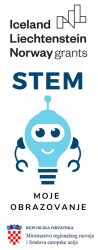 Iceland
Liechtenstein
Norway grants
STEM
MOJE
OBRAZOVANJE
REPUBLIKA HRVATSKA
Ministarstvo regionalnoga razvoja
i fondova europske unije